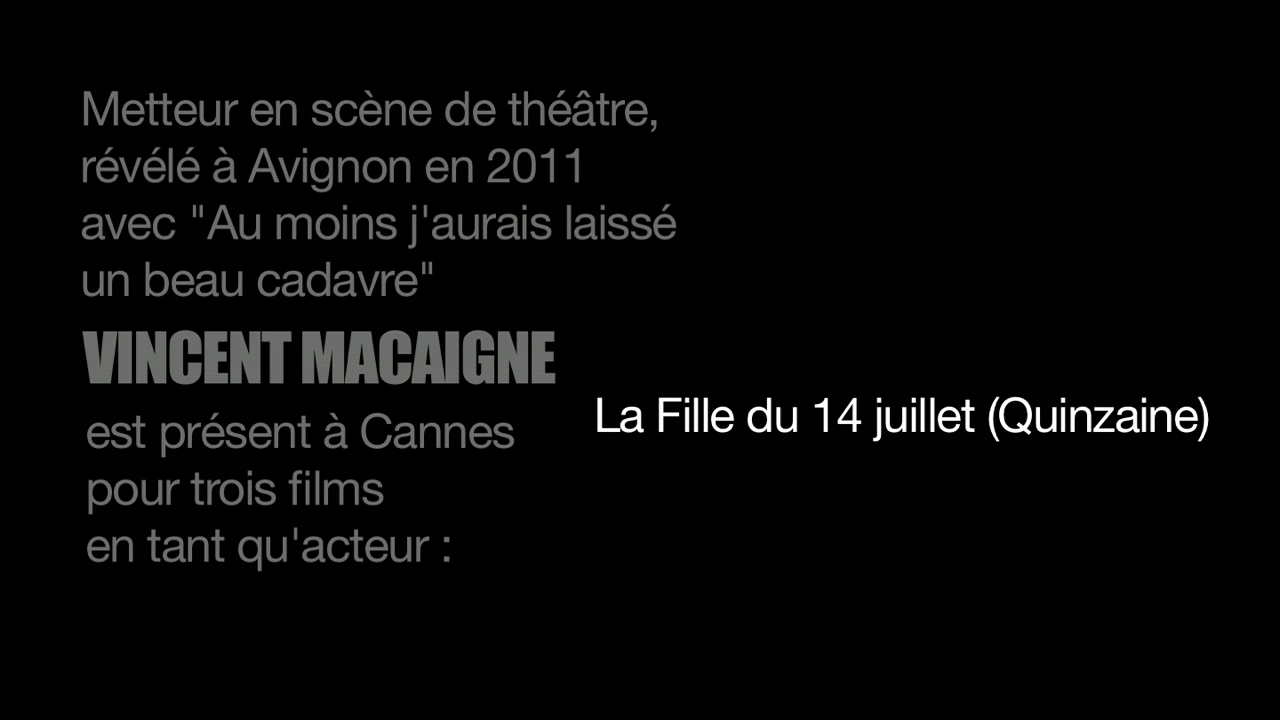 Metteur en scène de théâtre,
révélé à Avignon en 2011
avec "Au moins j'aurais laissé
un beau cadavre"
VINCENT MACAIGNE
est présent à Cannes
pour trois films
en tant qu'acteur :
La Fille du 14 juillet (Quinzaine)